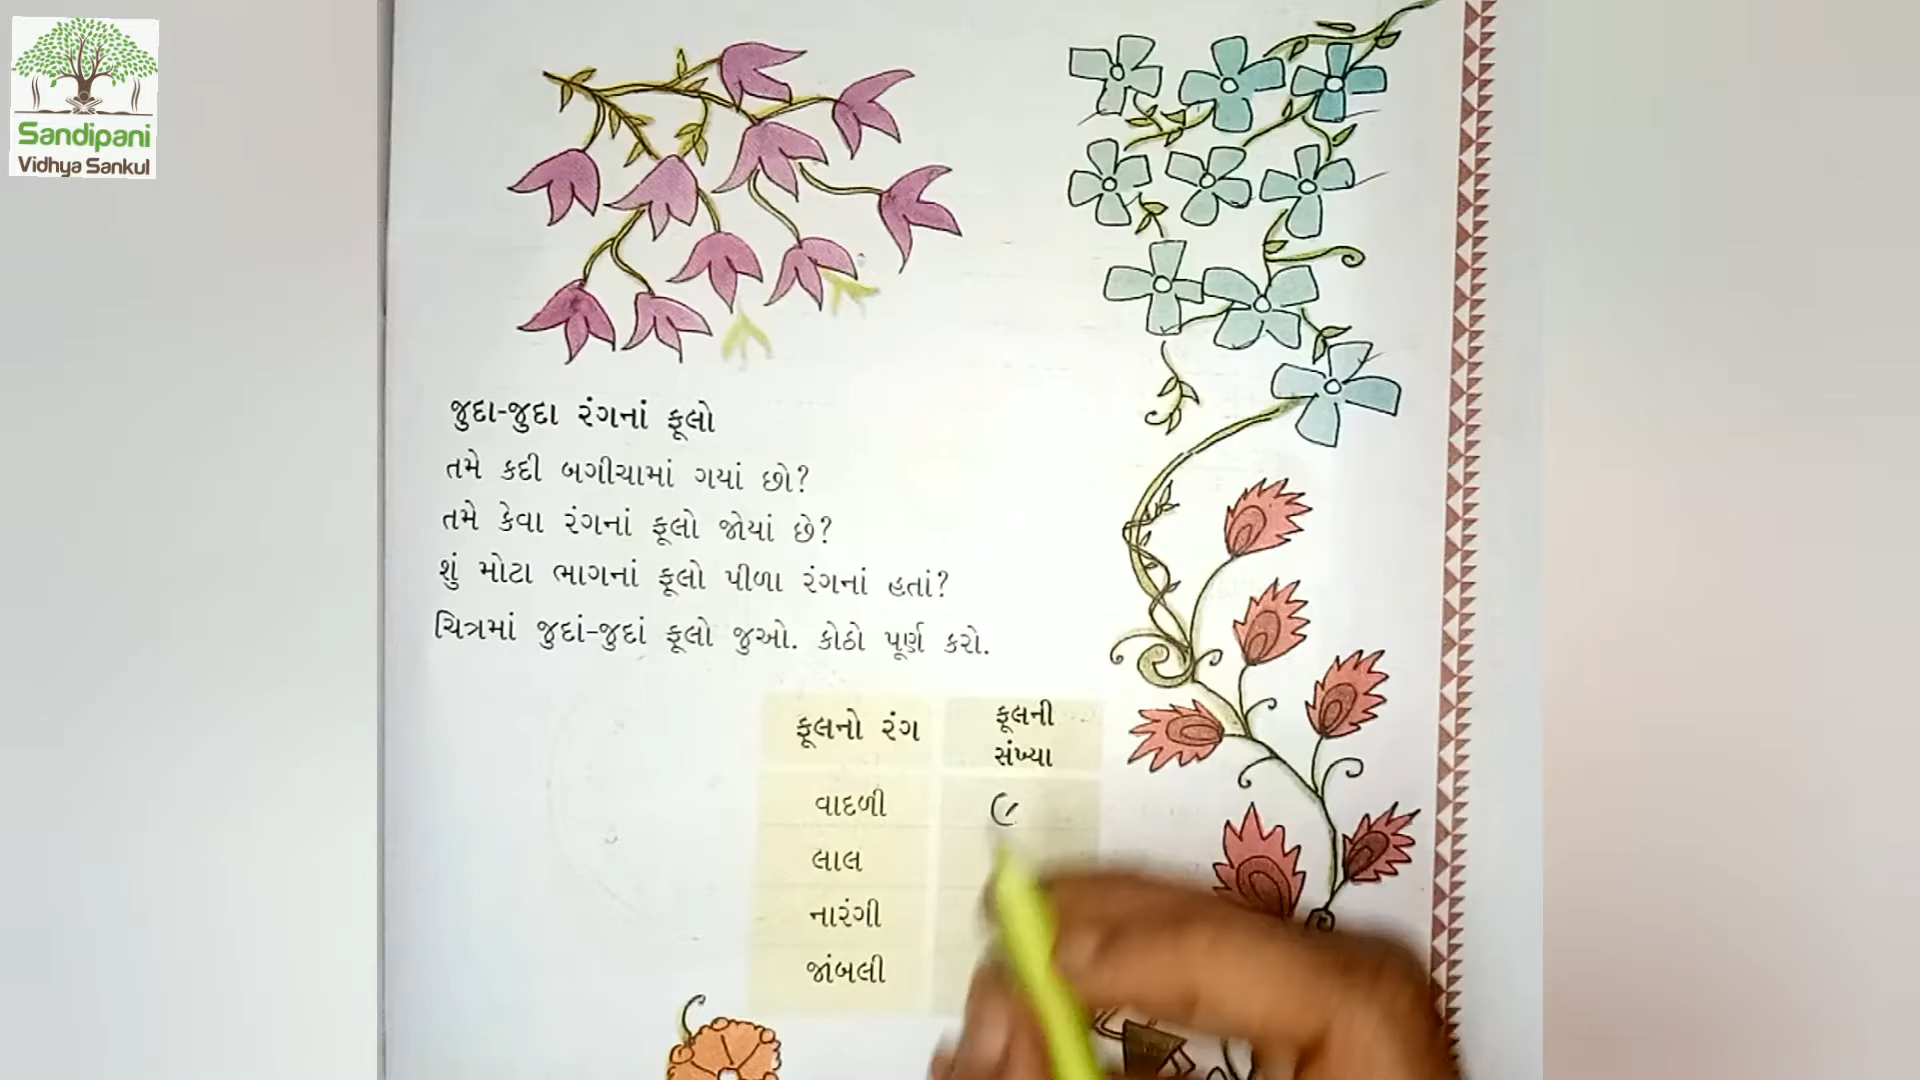 Sandipani
Vidhya Sankul
જુદા-જુદા રંગનાં ફૂલો
તમે કદી બગીચામાં ગયાં છો?
તમે કેવા રંગનાં ફૂલો જોયાં છે?
શું મોટા ભાગનાં ફૂલો પીળા રંગનાં હતાં?
ચિત્રમાં જુદાં-જુદાં ફૂલો જુઓ. કોઠો પૂર્ણ કરો.
ફૂલનો રંગ ફૂલની સંખ્યા
વાદળી ૯
લાલ
નારંગી
જાંબલી